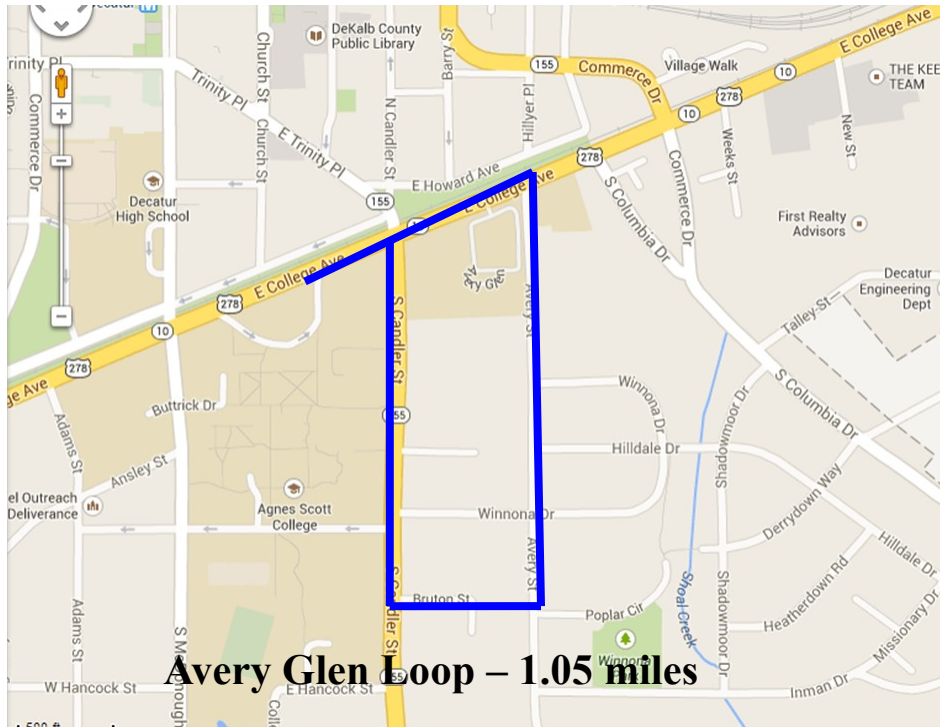 Decatur
DeKalb County
Public Library
Church St
Barry St
N Candler St
Hillyer Pl
155
Commerce Dr
Village Walk
E College Ave
10
278
THE KEE
TEAM
Trinity Pl
Commerce Dr
Trinity Pl
E Trinity Pl
Church St
10
Weeks St
New St
Decatur
High School
155
E Howard Ave
E College Ave
278
S Columbia Dr
Commerce Dr
First Realty
Advisors
E College Ave
278
10
278
ge Ave
Avery St
S Candler St
155
Decatur
Engineering
Dept
Talley St
S Columbia Dr
Buttrick Dr
Adams St
Ansley St
el Outreach
Deliverance
Agnes Scott
College
Winnona Dr
Hilldale Dr
Shadowmoor Dr
Derrydown Way
Winnona Dr
Avery St
Hilldale Dr
Shoal Creek
Shadowmoor Dr
Heatherdown Rd
Missionary Dr
Bruton St
Poplar Cir
S Candler St
Adams St
Winnona
Park
Avery Glen Loop – 1.05 miles
155
W Hancock St
E Hancock St
Inman Dr
500 ft